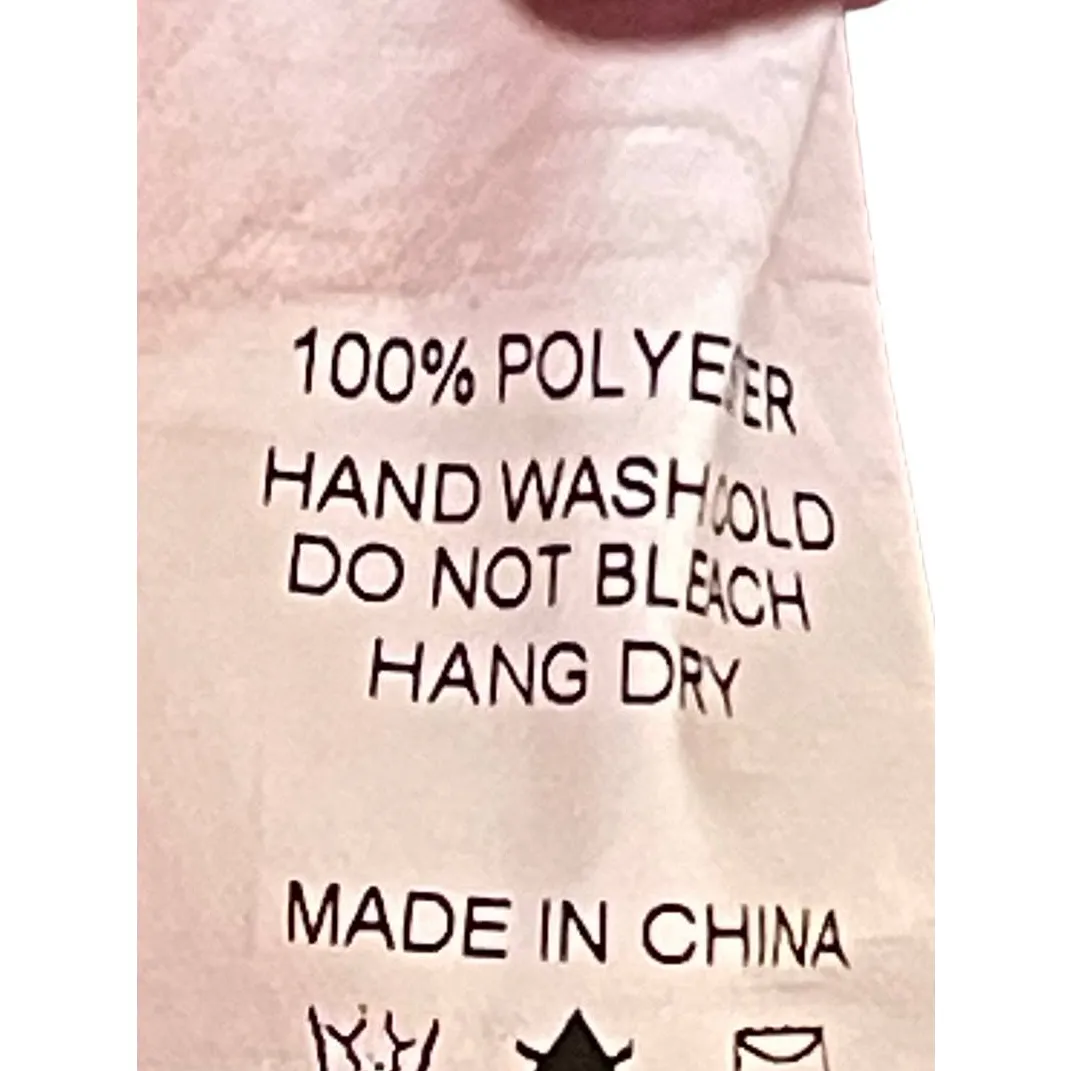 100% POLYESTER
HAND WASH COLD
DO NOT BLEACH
HANG DRY
MADE IN CHINA